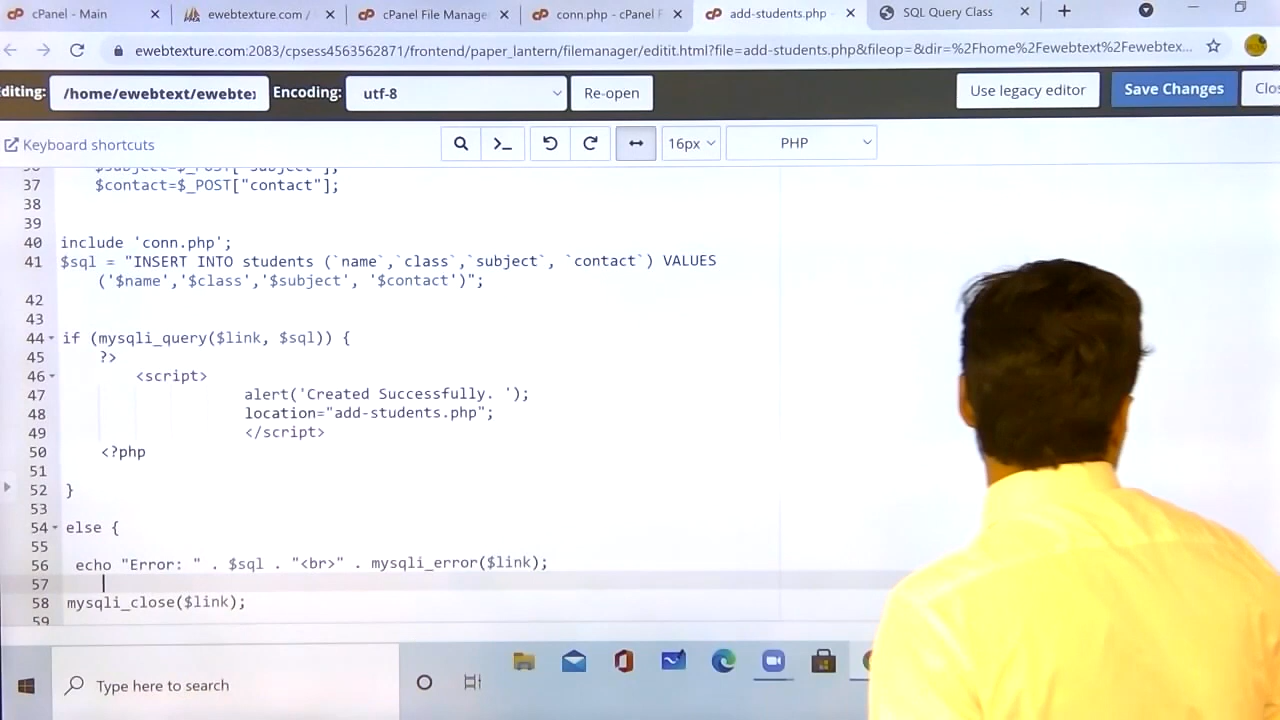 cPanel - Main
ewebtexture.com /
cPanel File Manage
conn.php - cPanel F
add-students.php -
SQL Query Class
ewebtexture.com:2083/cpsess4563562871/frontend/paper_lantern/filemanager/editit.html?file=add-students.php&fileop=&dir=%2Fhome%2Fewebtext%2Fewebtex...
diting:
/home/ewebtext/ewebte
Encoding:
utf-8
Re-open
Use legacy editor
Save Changes
Clo
Keyboard shortcuts
16px
PHP
36 $subject=$_POST["subject"];
37 $contact=$_POST["contact"];
38
39
40 include 'conn.php';
41 $sql = "INSERT INTO students (`name`,`class`,`subject`, `contact`) VALUES
('$name','$class','$subject', '$contact')";
42
43
44 if (mysqli_query($link, $sql)) {
45 ?>
46 <script>
47 alert('Created Successfully. ');
48 location="add-students.php";
49 </script>
50 <?php
51
52 }
53
54 else {
55
56 echo "Error: " . $sql . "<br>" . mysqli_error($link);
57
58 mysqli_close($link);
59
Type here to search